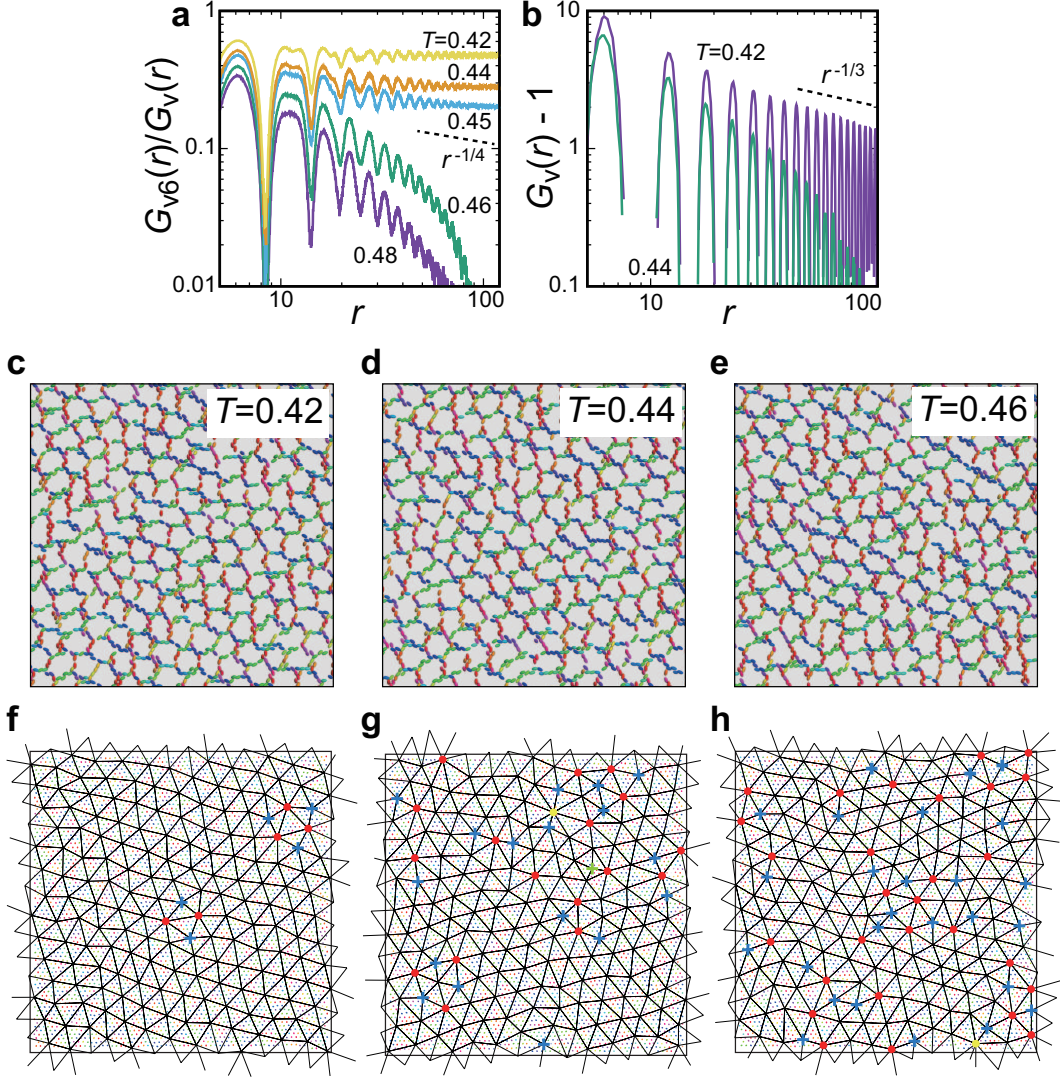 a
b
1
0.1
0.01
G_v6(r)/G_v(r)
T=0.42
0.44
0.45
r^-1/4
0.46
0.48
10
100
r
10
1
0.1
G_v(r) - 1
T=0.42
r^-1/3
0.44
10
100
r
c
d
e
T=0.42
T=0.44
T=0.46
f
g
h